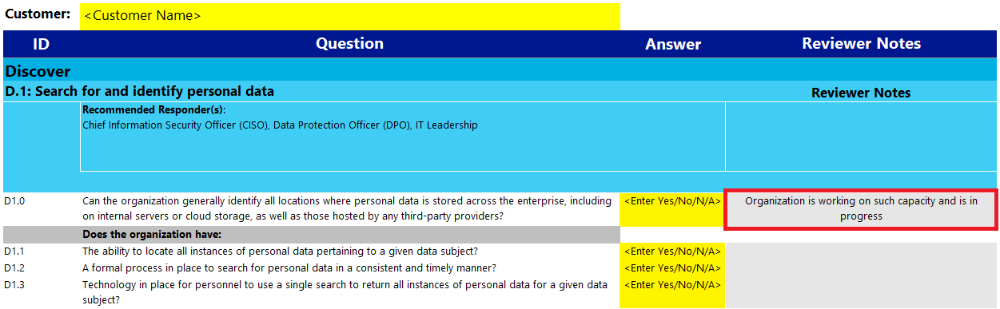 Customer: <Customer Name>
ID Question Answer Reviewer Notes
Discover
D.1: Search for and identify personal data Reviewer Notes
Recommended Responder(s):
Chief Information Security Officer (CISO), Data Protection Officer (DPO), IT Leadership
D1.0 Can the organization generally identify all locations where personal data is stored across the enterprise, including <Enter Yes/No/N/A> Organization is working on such capacity and is in
on internal servers or cloud storage, as well as those hosted by any third-party providers? progress
Does the organization have:
D1.1 The ability to locate all instances of personal data pertaining to a given data subject? <Enter Yes/No/N/A>
D1.2 A formal process in place to search for personal data in a consistent and timely manner? <Enter Yes/No/N/A>
D1.3 Technology in place for personnel to use a single search to return all instances of personal data for a given data <Enter Yes/No/N/A>
subject?